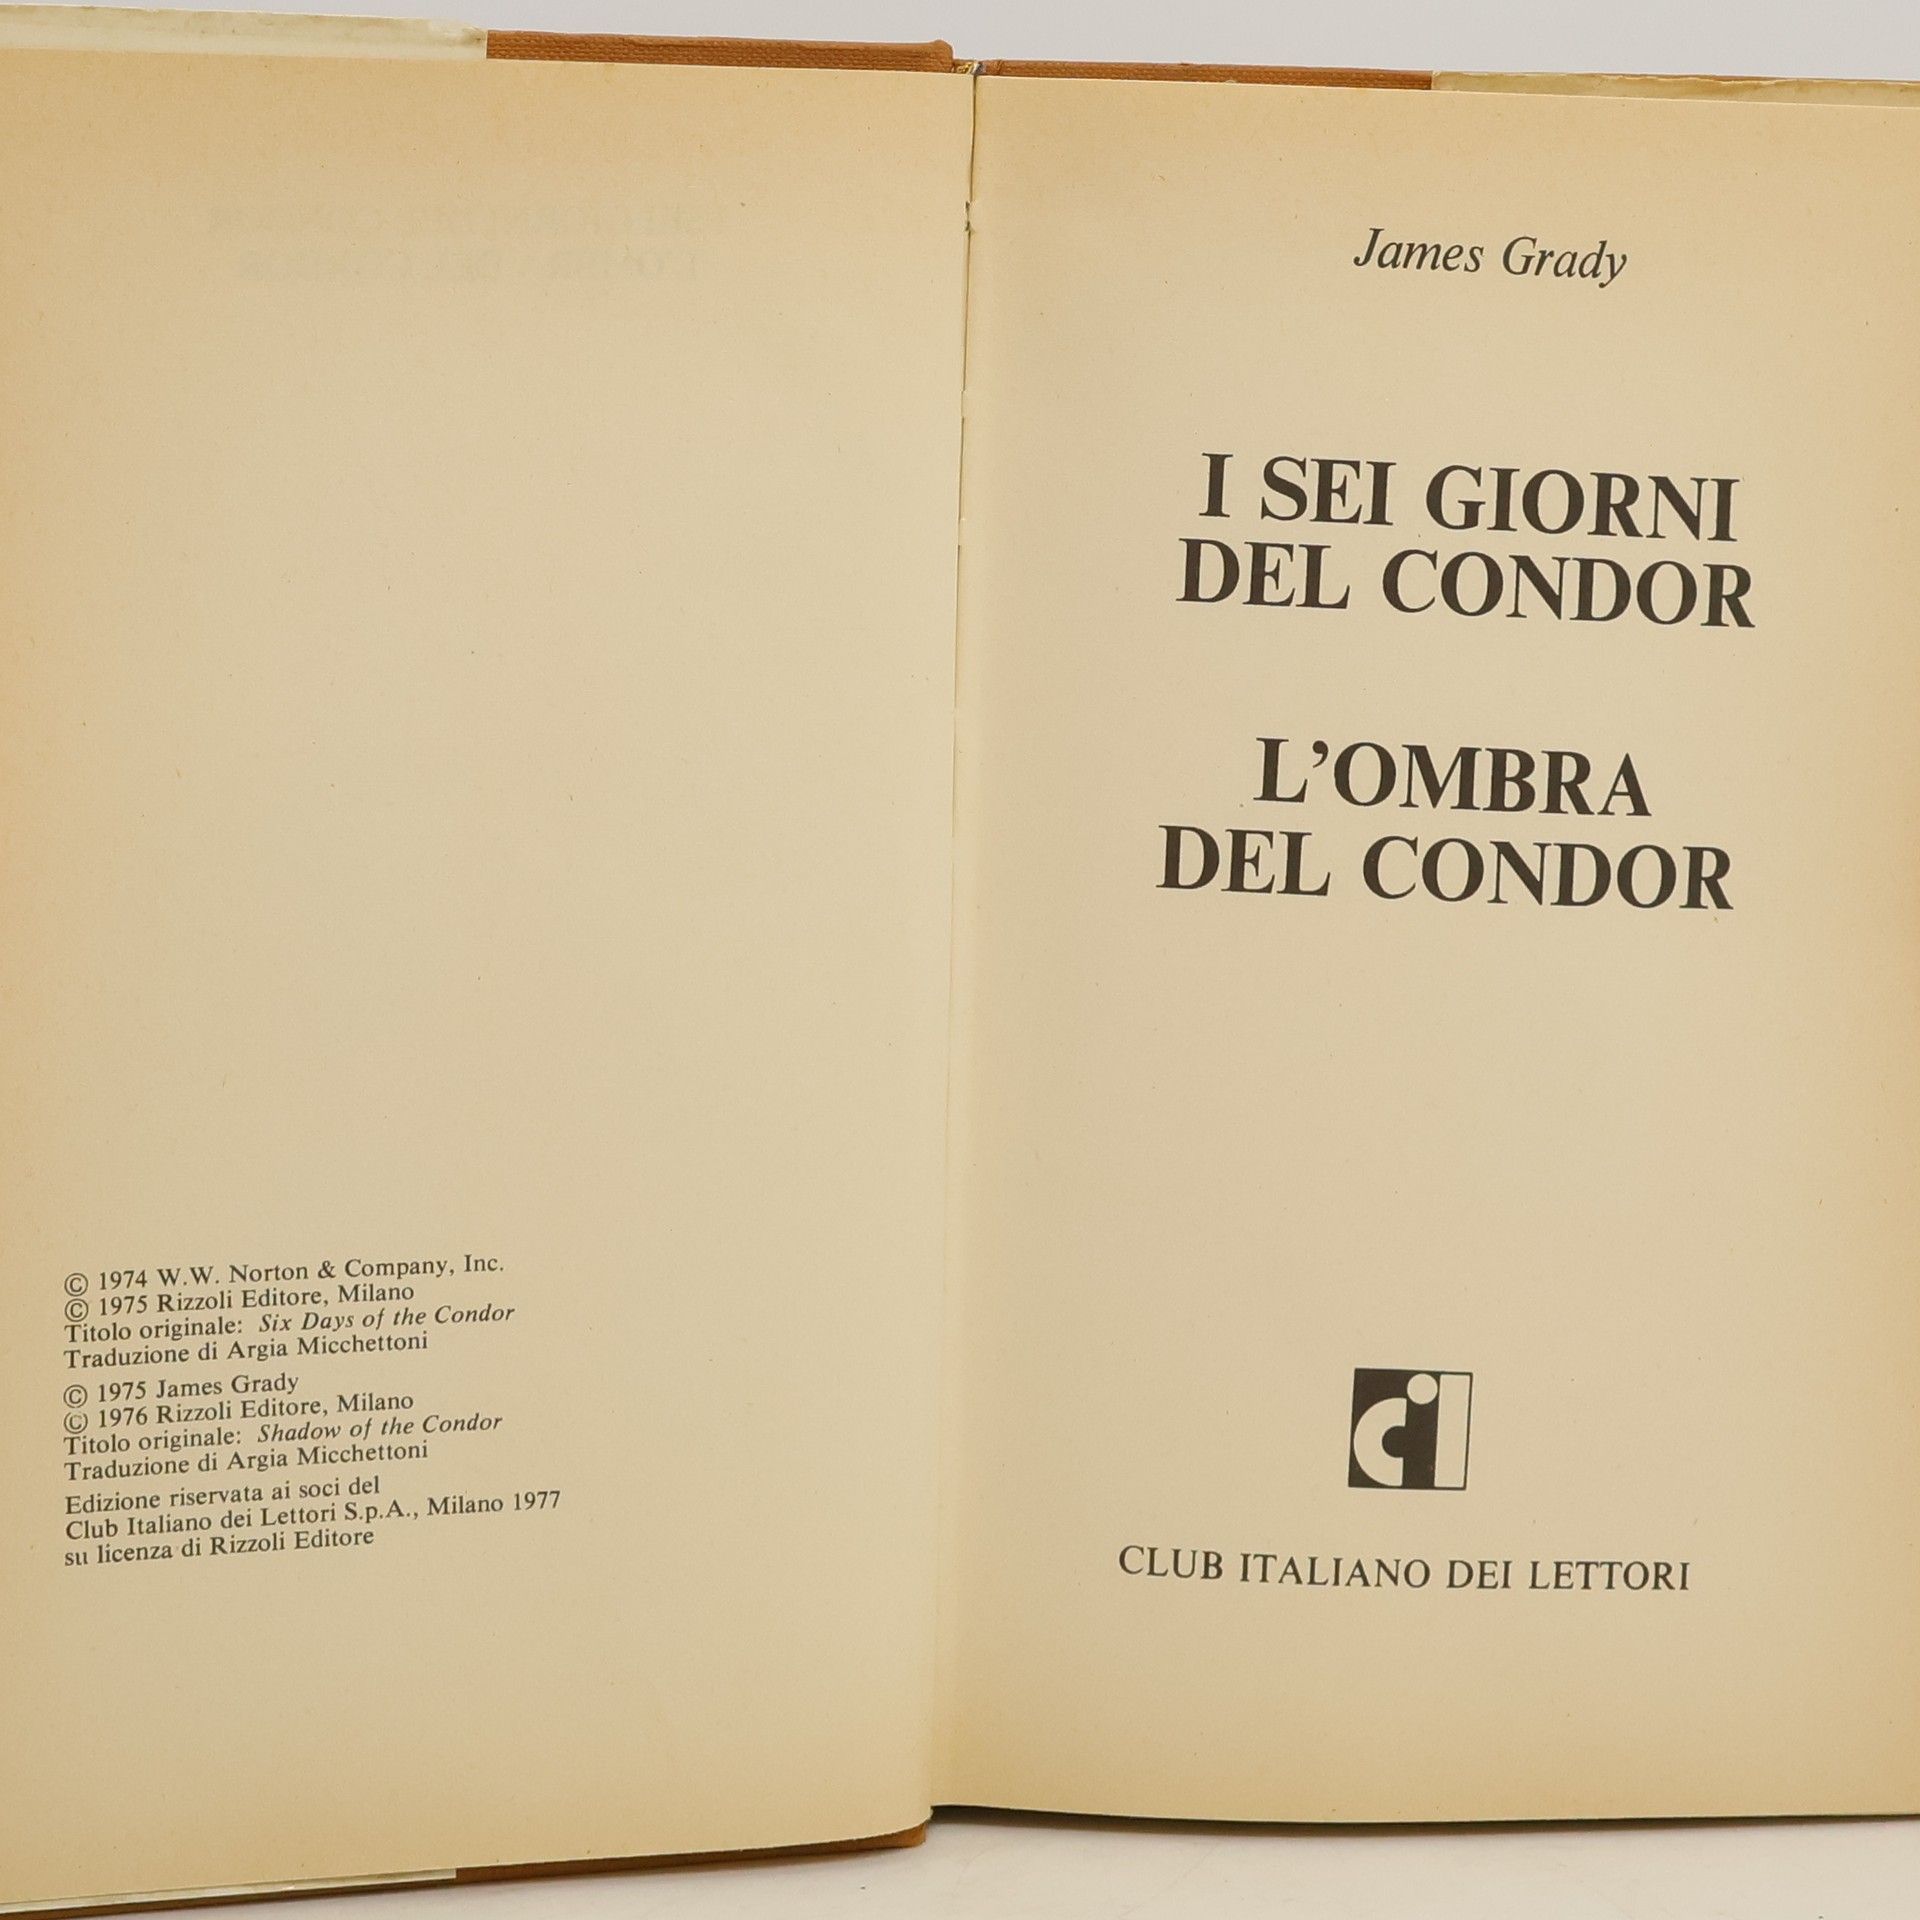 © 1974 W.W. Norton & Company, Inc.
© 1975 Rizzoli Editore, Milano
Titolo originale: Six Days of the Condor
Traduzione di Argia Micchettoni
© 1975 James Grady
© 1976 Rizzoli Editore, Milano
Titolo originale: Shadow of the Condor
Traduzione di Argia Micchettoni
Edizione riservata ai soci del
Club Italiano dei Lettori S.p.A., Milano 1977
su licenza di Rizzoli Editore
James Grady
I SEI GIORNI
DEL CONDOR
L'OMBRA
DEL CONDOR
cil
CLUB ITALIANO DEI LETTORI